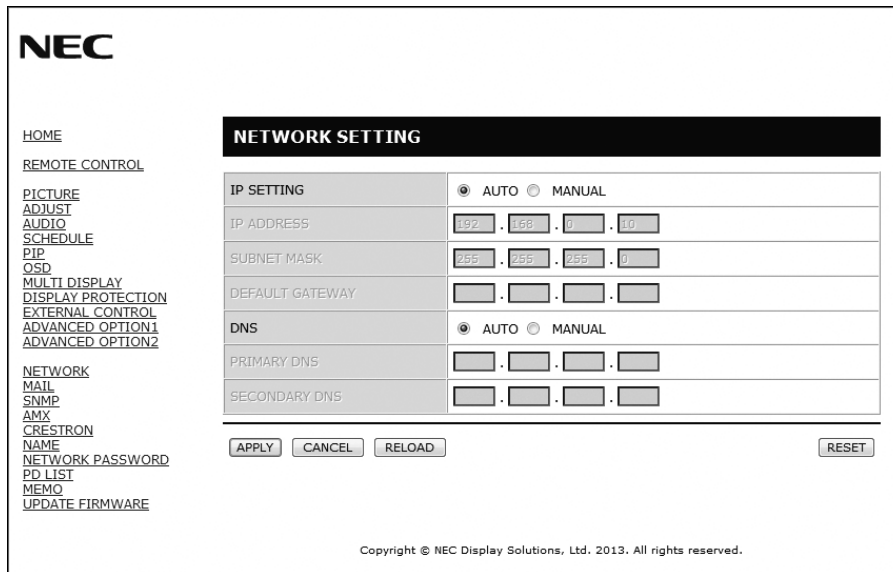 NEC
HOME
REMOTE CONTROL
PICTURE
ADJUST
AUDIO
SCHEDULE
PIP
OSD
MULTI DISPLAY
DISPLAY PROTECTION
EXTERNAL CONTROL
ADVANCED OPTION1
ADVANCED OPTION2
NETWORK
MAIL
SNMP
AMX
CRESTRON
NAME
NETWORK PASSWORD
PD LIST
MEMO
UPDATE FIRMWARE
NETWORK SETTING
IP SETTING AUTO MANUAL
IP ADDRESS 192 . 168 . 0 . 10
SUBNET MASK 255 . 255 . 255 . 0
DEFAULT GATEWAY . . .
DNS AUTO MANUAL
PRIMARY DNS . . .
SECONDARY DNS . . .
APPLY CANCEL RELOAD RESET
Copyright © NEC Display Solutions, Ltd. 2013. All rights reserved.